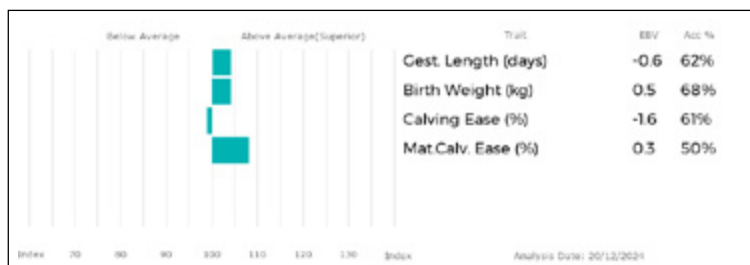 Below Average Above Average(Superior) Trait EBV Acc %
Gest. Length (days) -0.6 62%
Birth Weight (kg) 0.5 68%
Calving Ease (%) -1.6 61%
Mat.Calv. Ease (%) 0.3 50%
Index 70 80 90 100 110 120 130 Index Analysis Date: 20/12/2024